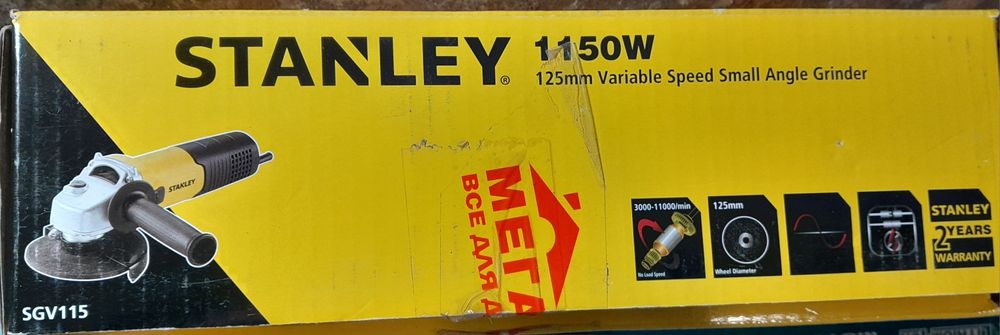 STANLEY®
1150W
125mm Variable Speed Small Angle Grinder
STANLEY
МЕГА
ВСЕ ДЛЯ Д
3000-11000/min
No Load Speed
125mm
Wheel Diameter
STANLEY
2 YEARS
WARRANTY
SGV115